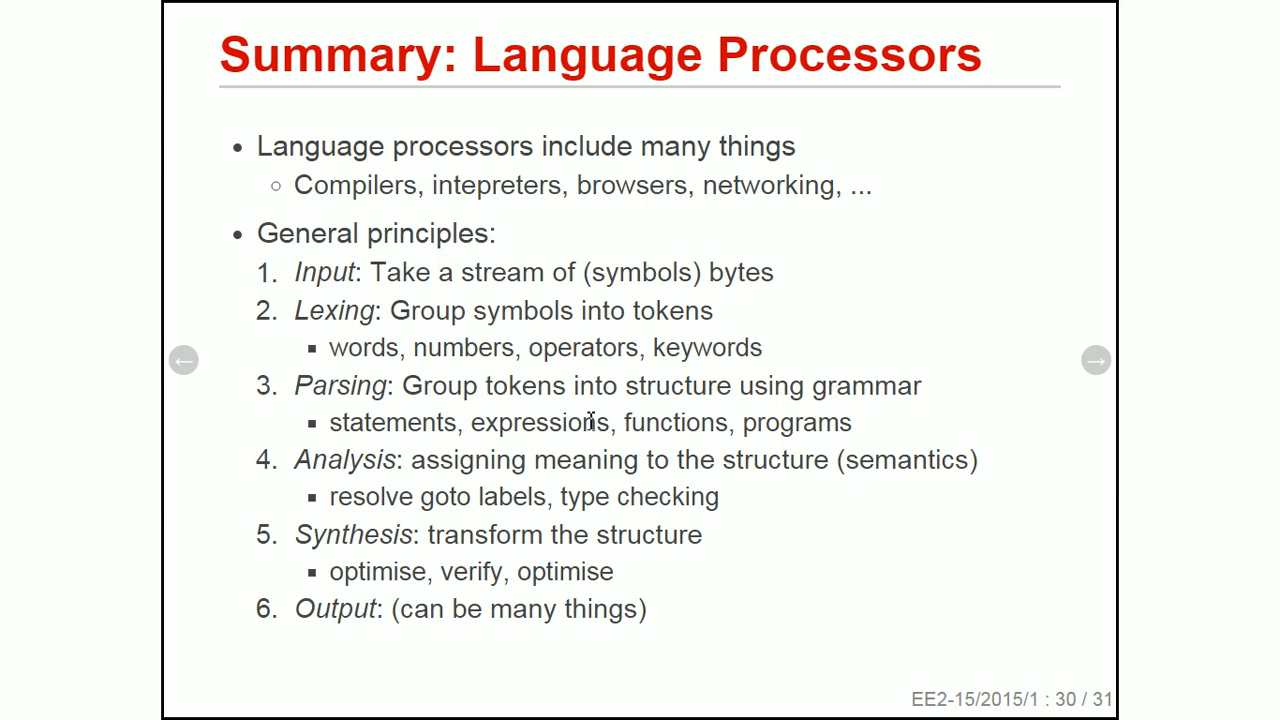 Summary: Language Processors
• Language processors include many things
○ Compilers, intepreters, browsers, networking, ...
• General principles:
1. Input: Take a stream of (symbols) bytes
2. Lexing: Group symbols into tokens
▪ words, numbers, operators, keywords
3. Parsing: Group tokens into structure using grammar
▪ statements, expressions, functions, programs
4. Analysis: assigning meaning to the structure (semantics)
▪ resolve goto labels, type checking
5. Synthesis: transform the structure
▪ optimise, verify, optimise
6. Output: (can be many things)
← →
EE2-15/2015/1 : 30 / 31